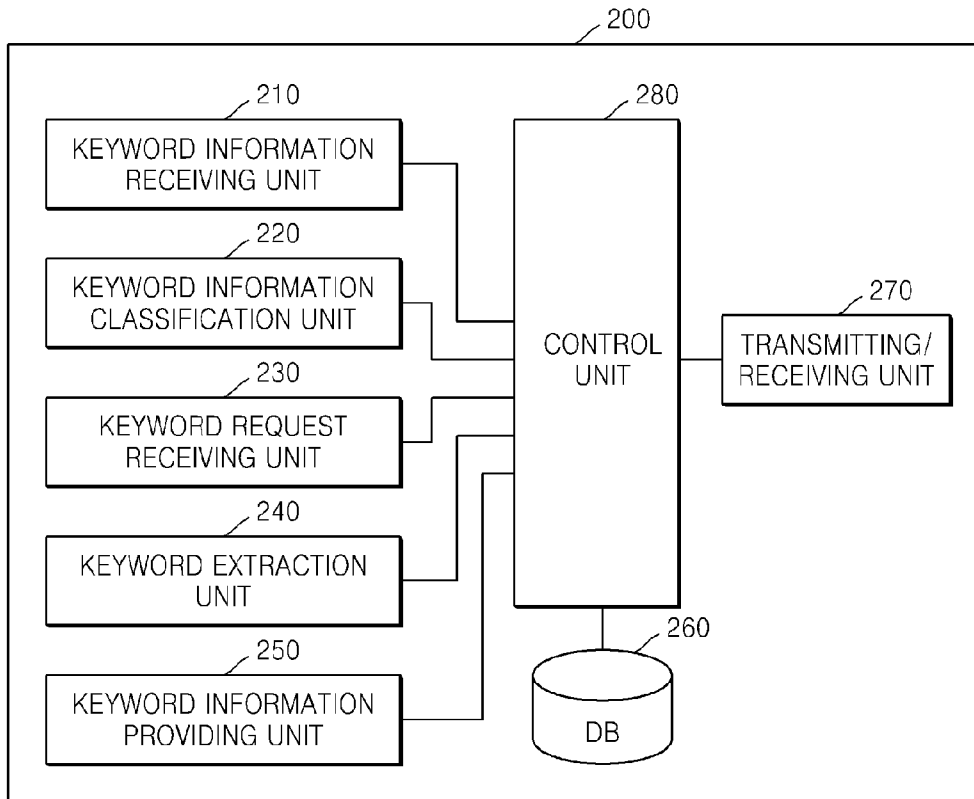 200
210
KEYWORD INFORMATION
RECEIVING UNIT
220
KEYWORD INFORMATION
CLASSIFICATION UNIT
230
KEYWORD REQUEST
RECEIVING UNIT
240
KEYWORD EXTRACTION
UNIT
250
KEYWORD INFORMATION
PROVIDING UNIT
280
CONTROL
UNIT
260
DB
270
TRANSMITTING/
RECEIVING UNIT